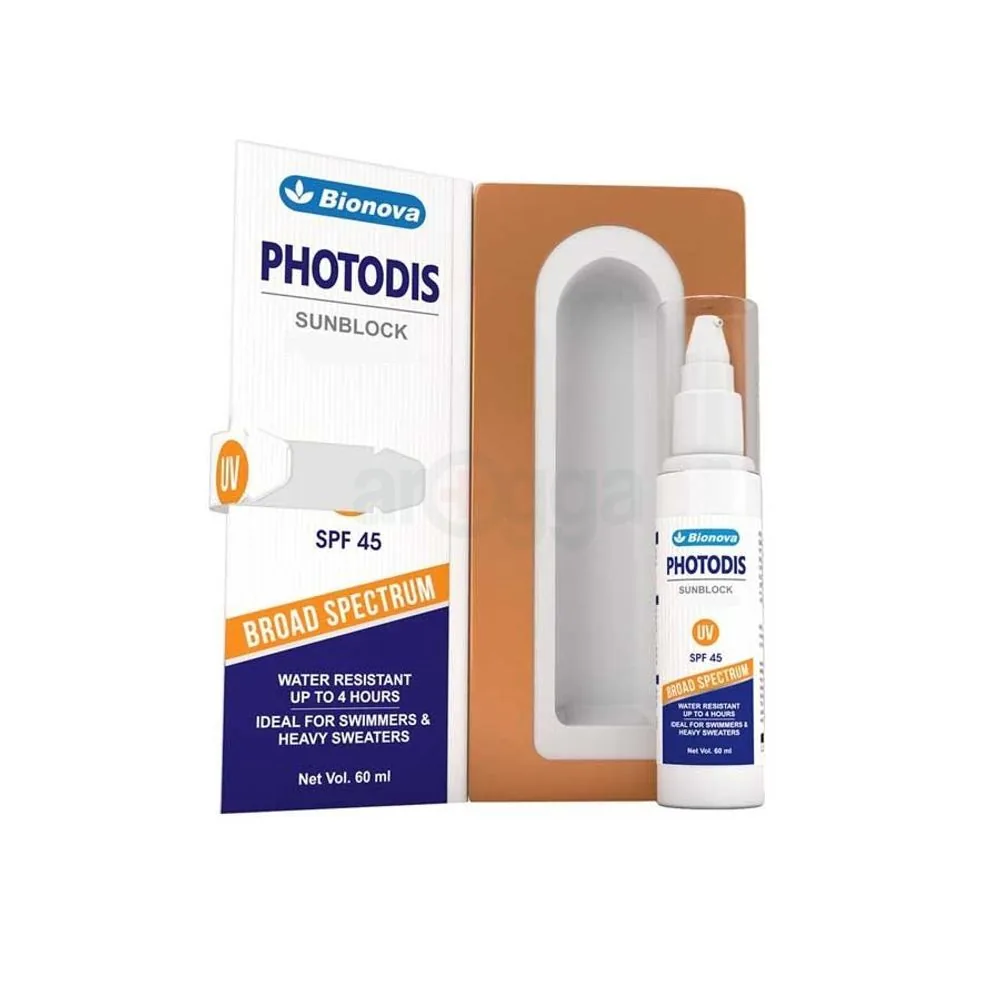 Bionova
PHOTODIS
SUNBLOCK
UV
SPF 45
BROAD SPECTRUM
WATER RESISTANT
UP TO 4 HOURS
IDEAL FOR SWIMMERS &
HEAVY SWEATERS
Net Vol. 60 ml
arogga
Bionova
PHOTODIS
SUNBLOCK
UV
SPF 45
BROAD SPECTRUM
WATER RESISTANT
UP TO 4 HOURS
IDEAL FOR SWIMMERS &
HEAVY SWEATERS
Net Vol. 60 ml